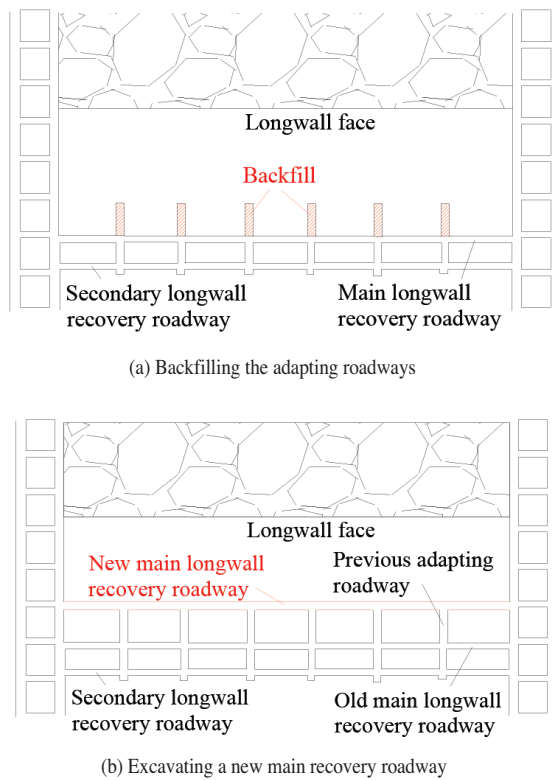 Longwall face
Backfill
Secondary longwall
recovery roadway
Main longwall
recovery roadway
(a) Backfilling the adapting roadways
Longwall face
New main longwall
recovery roadway
Previous adapting
roadway
Secondary longwall
recovery roadway
Old main longwall
recovery roadway
(b) Excavating a new main recovery roadway